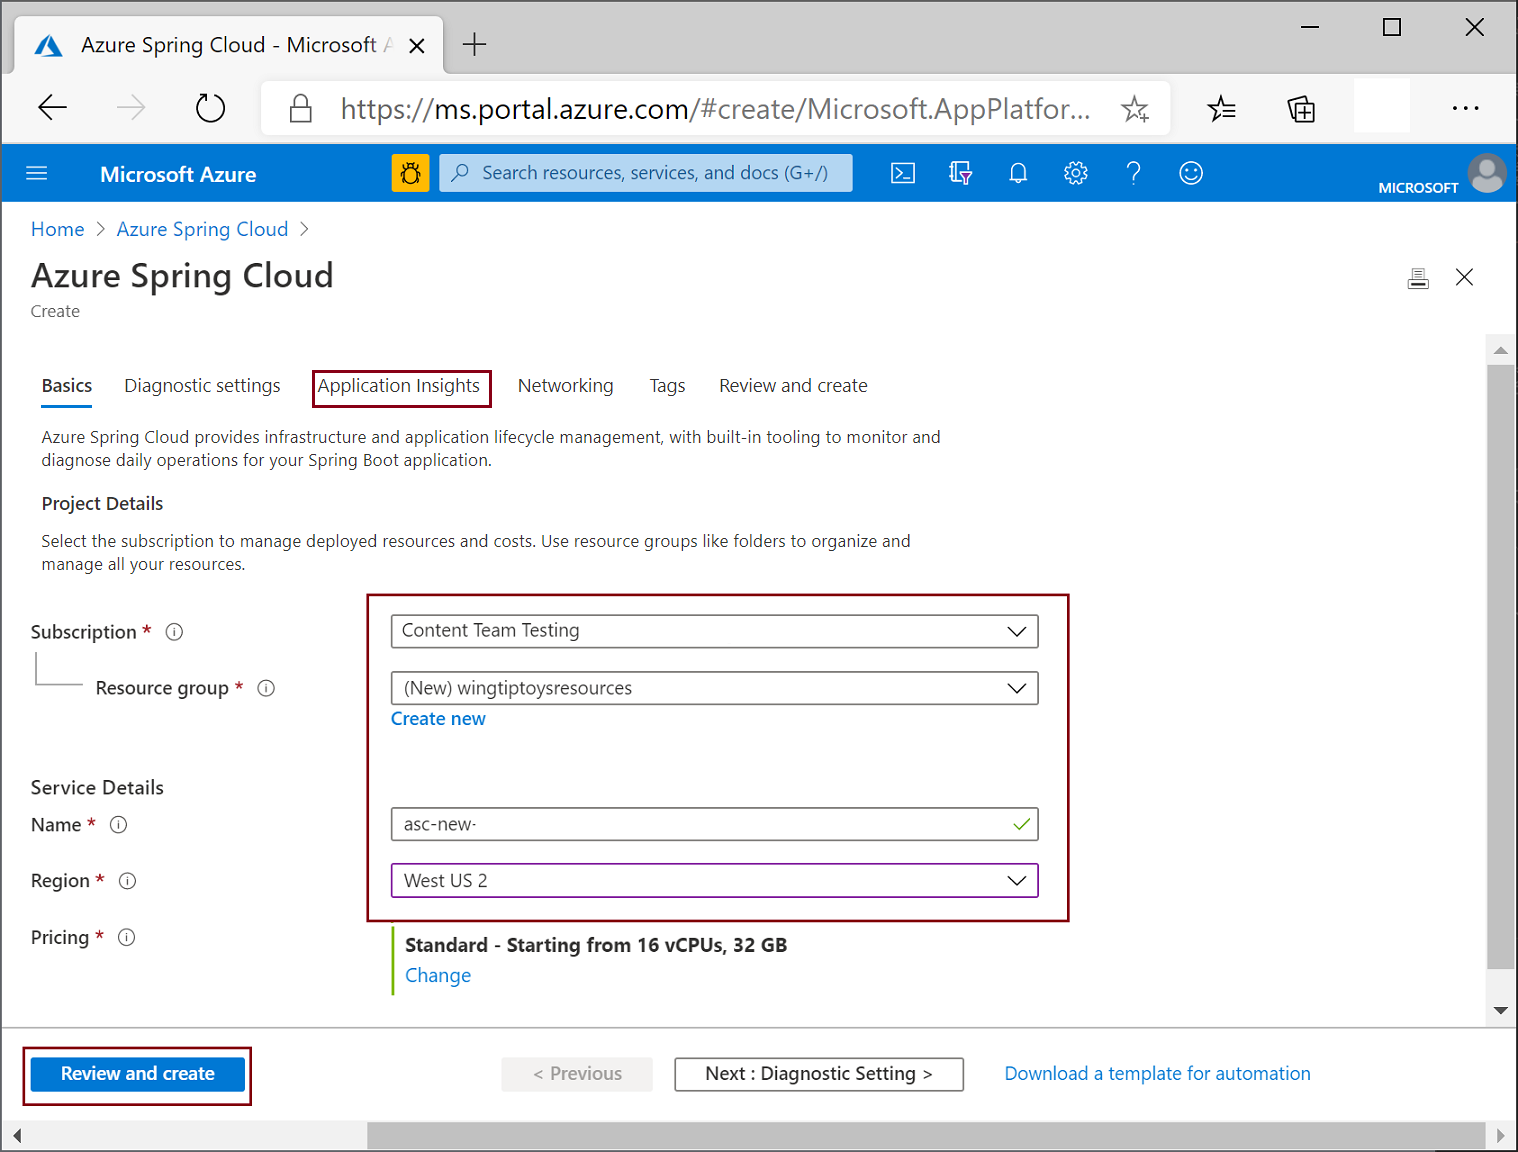 Azure Spring Cloud - Microsoft
https://ms.portal.azure.com/#create/Microsoft.AppPlatfor...
Microsoft Azure
Search resources, services, and docs (G+/)
MICROSOFT
Home > Azure Spring Cloud >
Azure Spring Cloud
Create
Basics Diagnostic settings Application Insights Networking Tags Review and create
Azure Spring Cloud provides infrastructure and application lifecycle management, with built-in tooling to monitor and
diagnose daily operations for your Spring Boot application.
Project Details
Select the subscription to manage deployed resources and costs. Use resource groups like folders to organize and
manage all your resources.
Subscription * Content Team Testing
Resource group * (New) wingtiptoysresources
Create new
Service Details
Name * asc-new-
Region * West US 2
Pricing * Standard - Starting from 16 vCPUs, 32 GB
Change
Review and create < Previous Next : Diagnostic Setting > Download a template for automation